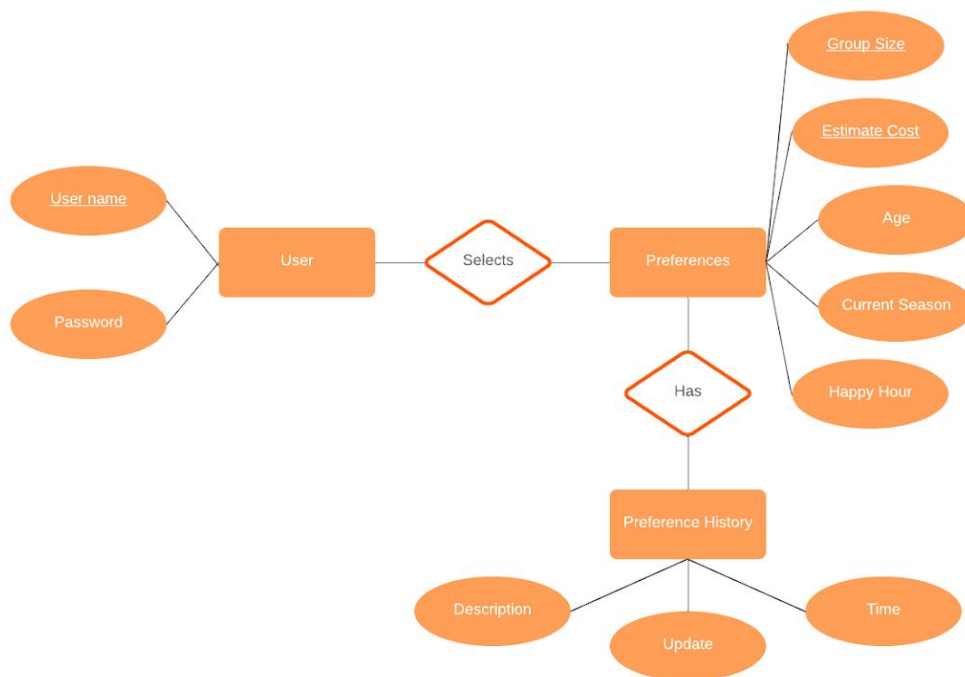 Group Size
Estimate Cost
User name
Age
User
Selects
Preferences
Current Season
Password
Happy Hour
Has
Preference History
Description
Time
Update